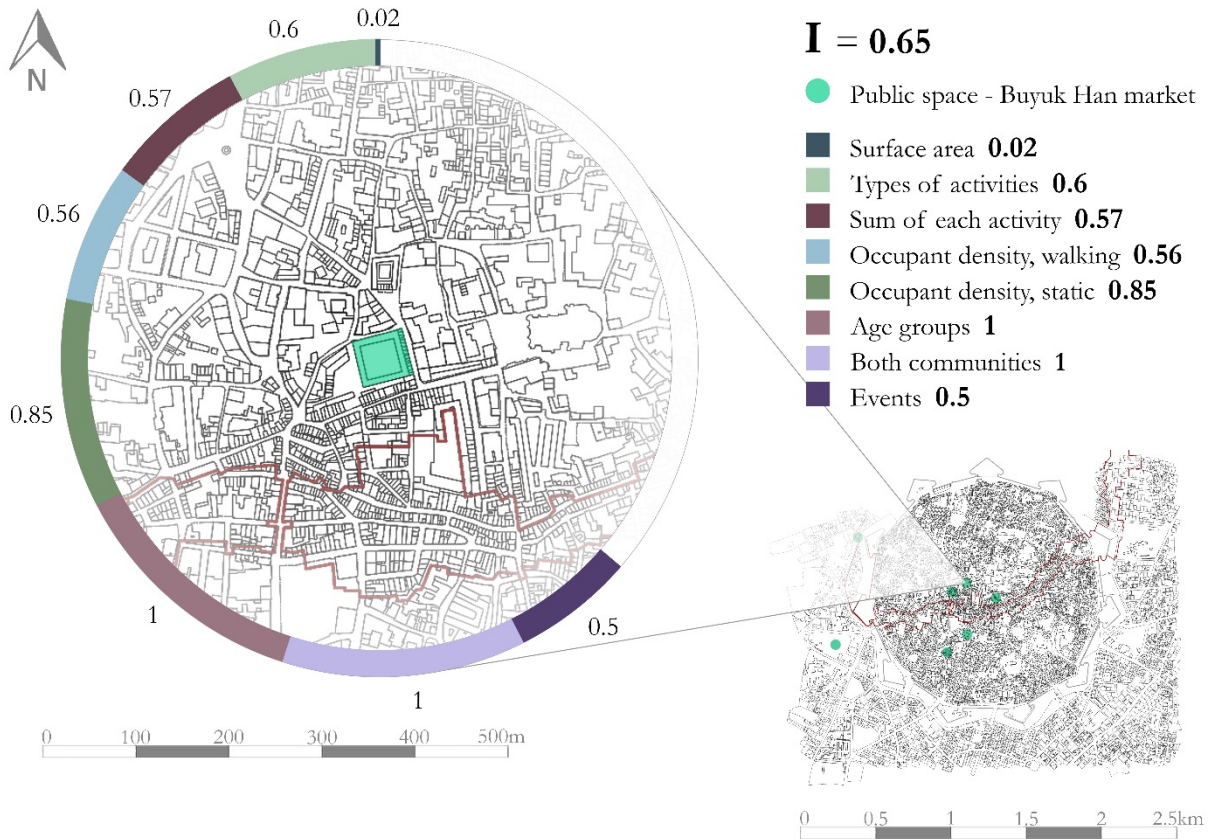 N
0.6
0.02
0.57
0.56
0.85
1
1
0.5
0 100 200 300 400 500m
I = 0.65
Public space - Buyuk Han market
Surface area 0.02
Types of activities 0.6
Sum of each activity 0.57
Occupant density, walking 0.56
Occupant density, static 0.85
Age groups 1
Both communities 1
Events 0.5
0 0.5 1 1.5 2 2.5km